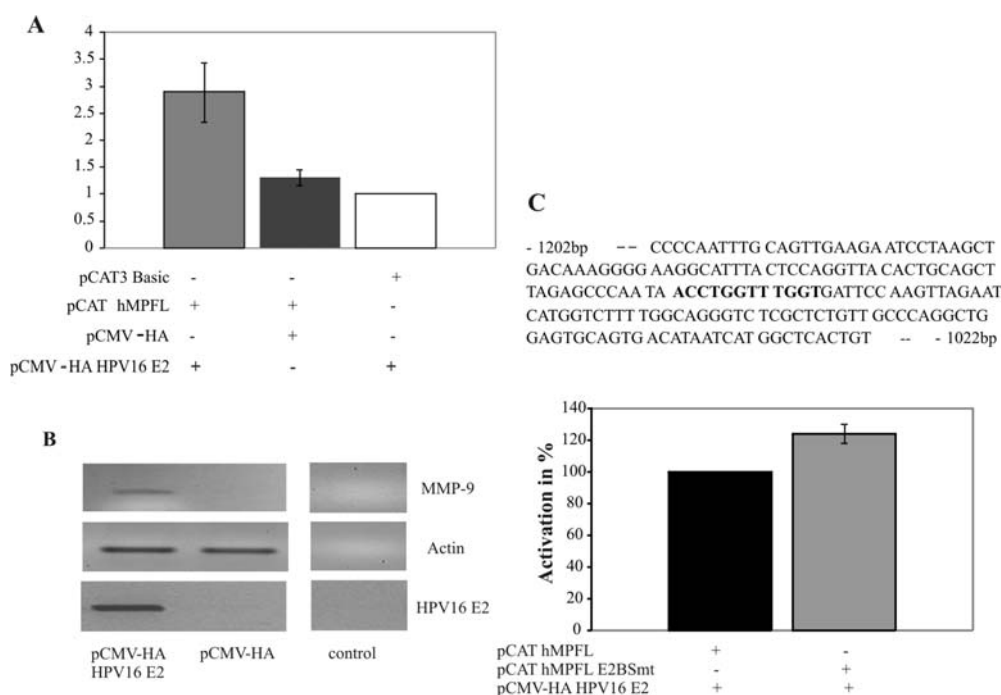 A
4
3.5
3
2.5
2
1.5
1
0.5
0
pCAT3 Basic - - +
pCAT hMPFL + + -
pCMV-HA - + -
pCMV-HA HPV16 E2 + - +
B
MMP-9
Actin
HPV16 E2
pCMV-HA
HPV16 E2
pCMV-HA
control
C
- 1202bp -- CCCCAATTTG CAGTTGAAGA ATCCTAAGCT
GACAAAGGGG AAGGCATTTA CTCCAGGTTA CACTGCAGCT
TAGAGCCCAA TA ACCTGGTT TGGTGATTCC AAGTTAGAAT
CATGGTCTTT TGGCAGGGTC TCGCTCTGTT GCCCAGGCTG
GAGTGCAGTG ACATAATCAT GGCTCACTGT -- - 1022bp
Activation in %
140
120
100
80
60
40
20
0
pCAT hMPFL + -
pCAT hMPFL E2BSmt - +
pCMV-HA HPV16 E2 + +